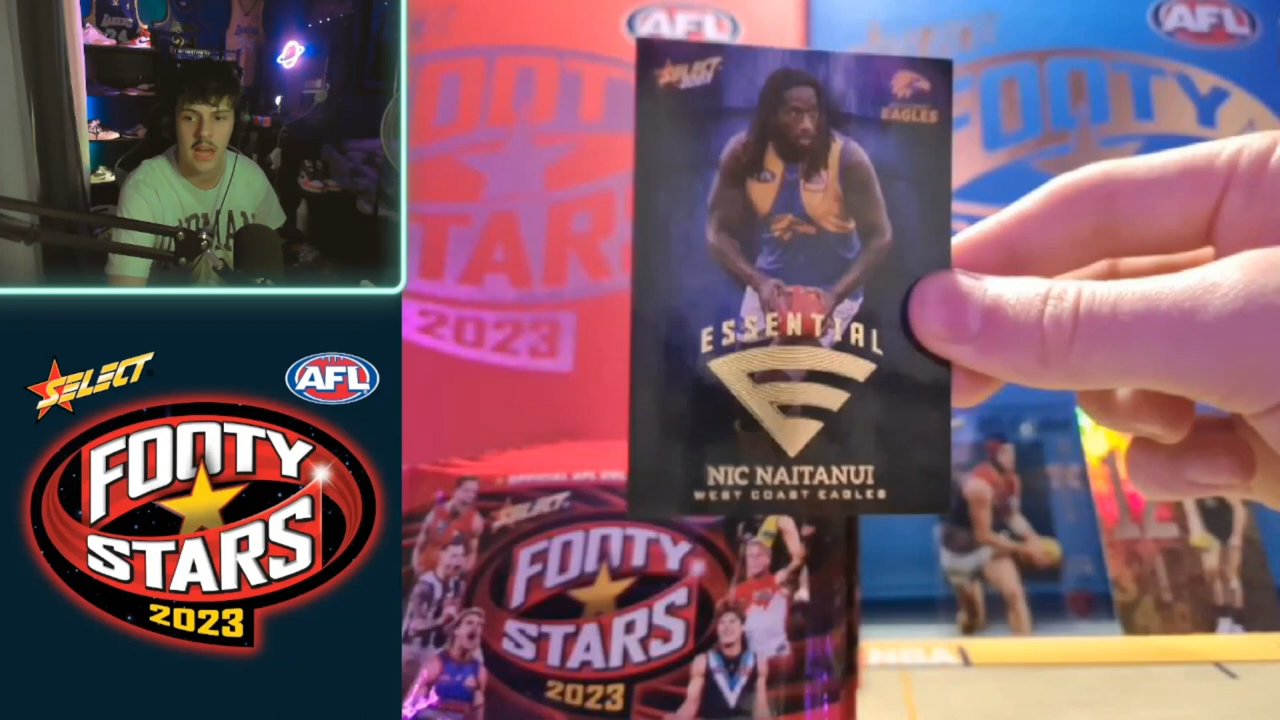 SELECT
AFL
FOOTY
STARS
2023
AFL
FOOTY
STARS
2023
AFL
FOOTY
SELECT
EAGLES
ESSENTIAL
NIC NAITANUI
WEST COAST EAGLES
SELECT
FOOTY
STARS
2023